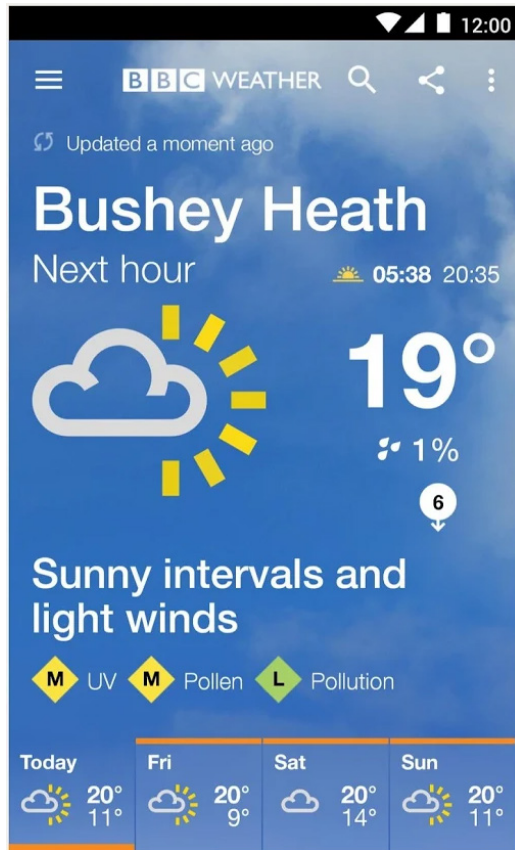 12:00
BBC WEATHER
Updated a moment ago
Bushey Heath
Next hour 05:38 20:35
19°
1%
6
Sunny intervals and
light winds
M UV M Pollen L Pollution
Today Fri Sat Sun
20° 20° 20° 20°
11° 9° 14° 11°